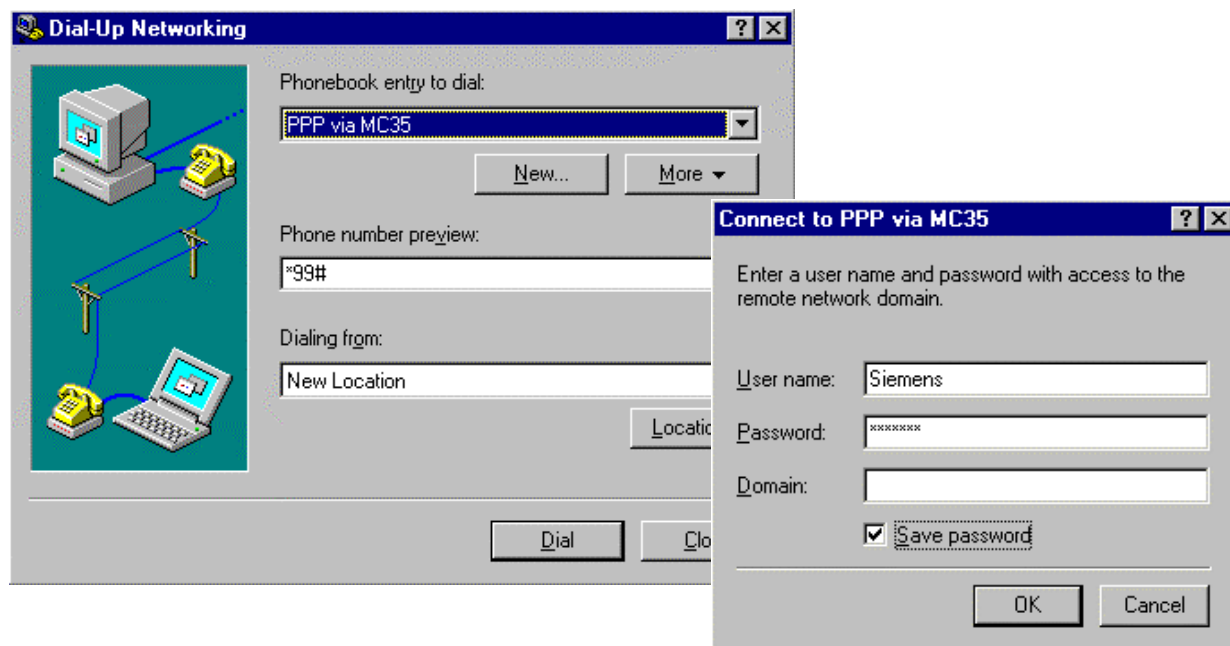 Dial-Up Networking
Phonebook entry to dial:
PPP via MC35
New...
More
Phone number preview:
*99#
Dialing from:
New Location
Locatio
Dial
Clo
Connect to PPP via MC35
Enter a user name and password with access to the
remote network domain.
User name:
Siemens
Password:
*******
Domain:
Save password
OK
Cancel